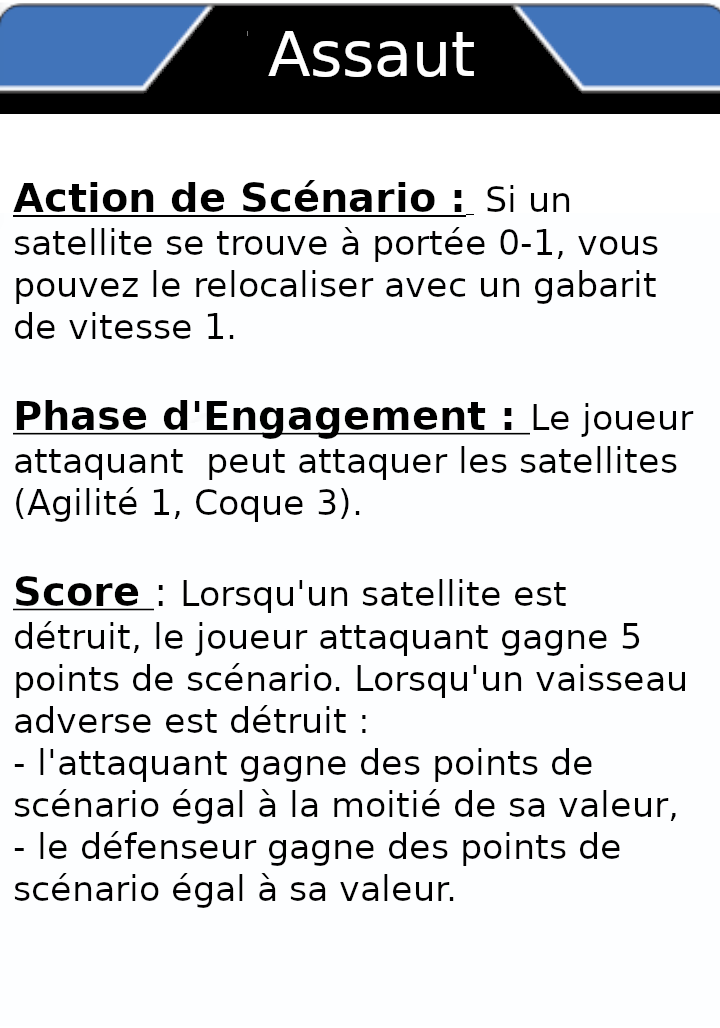 Assaut
Action de Scénario : Si un
satellite se trouve à portée 0-1, vous
pouvez le relocaliser avec un gabarit
de vitesse 1.
Phase d'Engagement : Le joueur
attaquant  peut attaquer les satellites
(Agilité 1, Coque 3).
Score : Lorsqu'un satellite est
détruit, le joueur attaquant gagne 5
points de scénario. Lorsqu'un vaisseau
adverse est détruit :
- l'attaquant gagne des points de
scénario égal à la moitié de sa valeur,
- le défenseur gagne des points de
scénario égal à sa valeur.